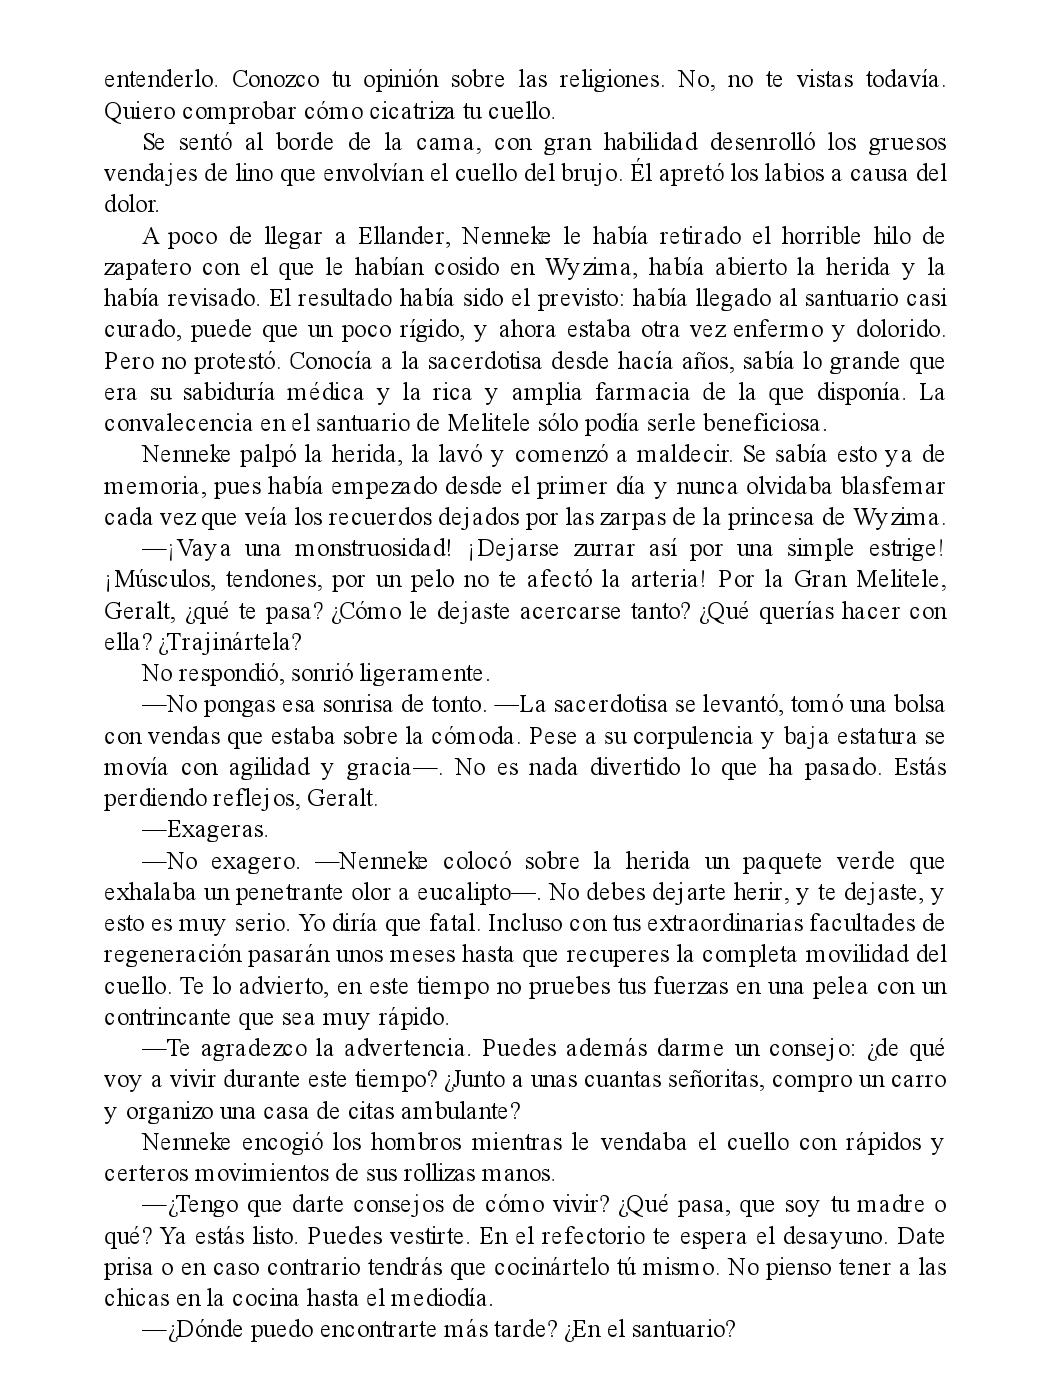 entenderlo. Conozco tu opinión sobre las religiones. No, no te vistas todavía.
Quiero comprobar cómo cicatriza tu cuello.
Se sentó al borde de la cama, con gran habilidad desenrolló los gruesos
vendajes de lino que envolvían el cuello del brujo. Él apretó los labios a causa del
dolor.
A poco de llegar a Ellander, Nenneke le había retirado el horrible hilo de
zapatero con el que le habían cosido en Wyzima, había abierto la herida y la
había revisado. El resultado había sido el previsto: había llegado al santuario casi
curado, puede que un poco rígido, y ahora estaba otra vez enfermo y dolorido.
Pero no protestó. Conocía a la sacerdotisa desde hacía años, sabía lo grande que
era su sabiduría médica y la rica y amplia farmacia de la que disponía. La
convalecencia en el santuario de Melitele sólo podía serle beneficiosa.
Nenneke palpó la herida, la lavó y comenzó a maldecir. Se sabía esto ya de
memoria, pues había empezado desde el primer día y nunca olvidaba blasfemar
cada vez que veía los recuerdos dejados por las zarpas de la princesa de Wyzima.
—¡Vaya una monstruosidad! ¡Dejarse zurrar así por una simple estrige!
¡Músculos, tendones, por un pelo no te afectó la arteria! Por la Gran Melitele,
Geralt, ¿qué te pasa? ¿Cómo le dejaste acercarse tanto? ¿Qué querías hacer con
ella? ¿Trajinártela?
No respondió, sonrió ligeramente.
—No pongas esa sonrisa de tonto. —La sacerdotisa se levantó, tomó una bolsa
con vendas que estaba sobre la cómoda. Pese a su corpulencia y baja estatura se
movía con agilidad y gracia—. No es nada divertido lo que ha pasado. Estás
perdiendo reflejos, Geralt.
—Exageras.
—No exagero. —Nenneke colocó sobre la herida un paquete verde que
exhalaba un penetrante olor a eucalipto—. No debes dejarte herir, y te dejaste, y
esto es muy serio. Yo diría que fatal. Incluso con tus extraordinarias facultades de
regeneración pasarán unos meses hasta que recuperes la completa movilidad del
cuello. Te lo advierto, en este tiempo no pruebes tus fuerzas en una pelea con un
contrincante que sea muy rápido.
—Te agradezco la advertencia. Puedes además darme un consejo: ¿de qué
voy a vivir durante este tiempo? ¿Junto a unas cuantas señoritas, compro un carro
y organizo una casa de citas ambulante?
Nenneke encogió los hombros mientras le vendaba el cuello con rápidos y
certeros movimientos de sus rollizas manos.
—¿Tengo que darte consejos de cómo vivir? ¿Qué pasa, que soy tu madre o
qué? Ya estás listo. Puedes vestirte. En el refectorio te espera el desayuno. Date
prisa o en caso contrario tendrás que cocinártelo tú mismo. No pienso tener a las
chicas en la cocina hasta el mediodía.
—¿Dónde puedo encontrarte más tarde? ¿En el santuario?